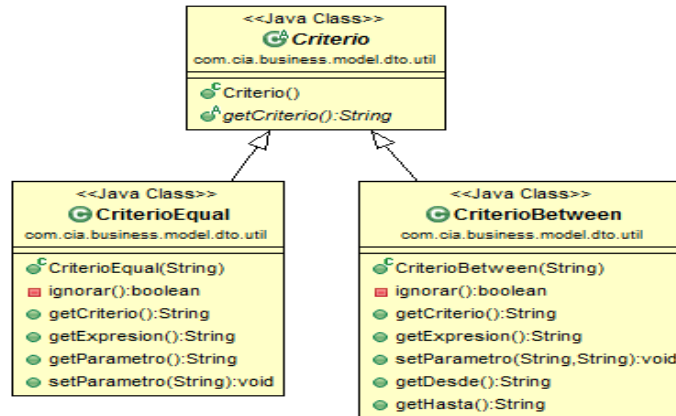 <<Java Class>>
Criterio
com.cia.business.model.dto.util
Criterio()
getCriterio():String
<<Java Class>>
CriterioEqual
com.cia.business.model.dto.util
CriterioEqual(String)
ignorar():boolean
getCriterio():String
getExpresion():String
getParametro():String
setParametro(String):void
<<Java Class>>
CriterioBetween
com.cia.business.model.dto.util
CriterioBetween(String)
ignorar():boolean
getCriterio():String
getExpresion():String
setParametro(String,String):void
getDesde():String
getHasta():String